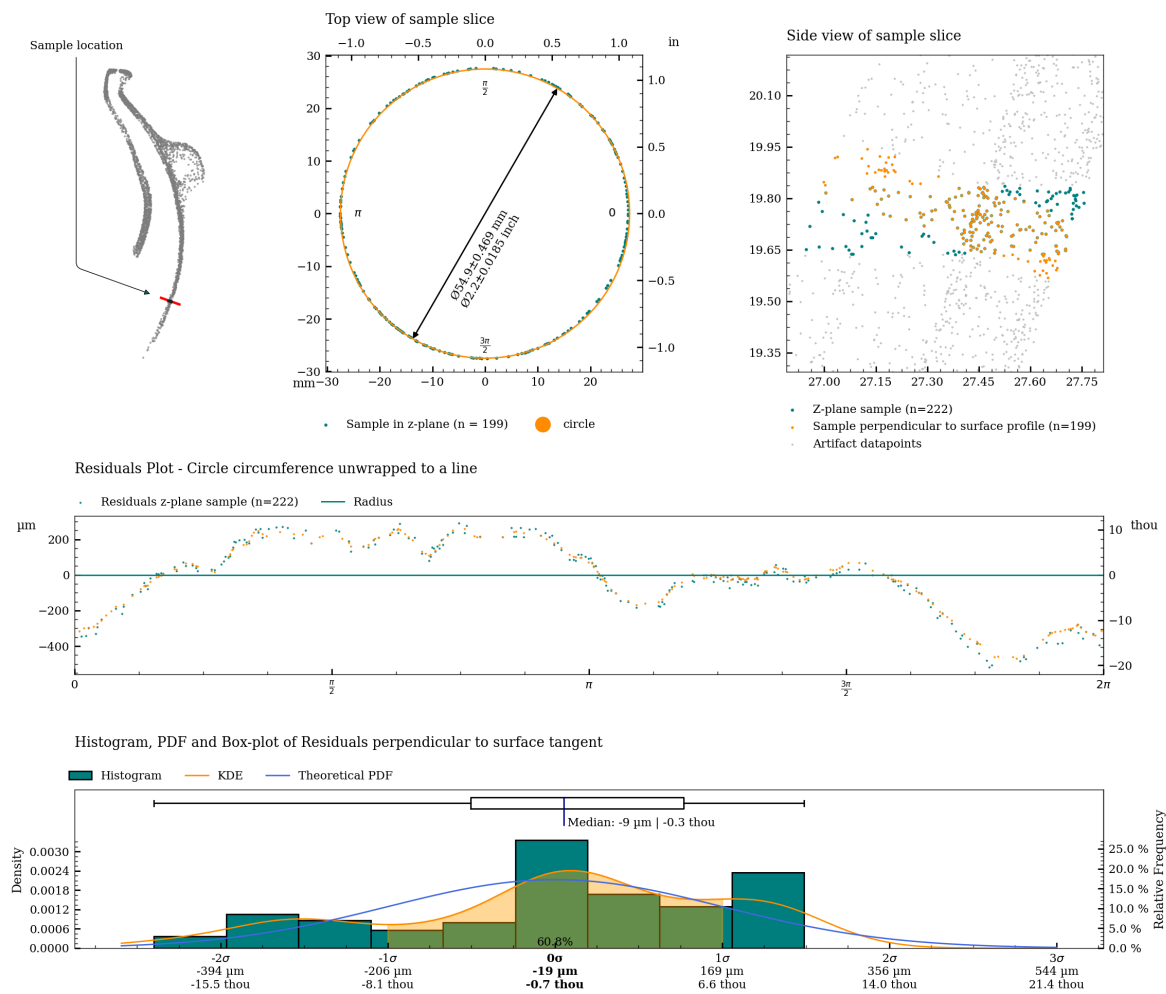 Sample location
Top view of sample slice
−1.0 −0.5 0.0 0.5 1.0 in
30
20
10
0
−10
−20
−30
1.0
0.5
0.0
−0.5
−1.0
π/2
π
0
3π/2
Ø54.9±0.469 mm
Ø2.2±0.0185 inch
mm −30 −20 −10 0 10 20
Sample in z-plane (n = 199)
circle
Side view of sample slice
20.10
19.95
19.80
19.65
19.50
19.35
27.00 27.15 27.30 27.45 27.60 27.75
Z-plane sample (n=222)
Sample perpendicular to surface profile (n=199)
Artifact datapoints
Residuals Plot - Circle circumference unwrapped to a line
Residuals z-plane sample (n=222)
Radius
µm
200
0
−200
−400
thou
10
0
−10
−20
0 π/2 π 3π/2 2π
Histogram, PDF and Box-plot of Residuals perpendicular to surface tangent
Histogram
KDE
Theoretical PDF
Median: -9 µm | -0.3 thou
Density
0.0030
0.0024
0.0018
0.0012
0.0006
0.0000
Relative Frequency
25.0 %
20.0 %
15.0 %
10.0 %
5.0 %
0.0 %
60.8%
-2σ -1σ 0σ 1σ 2σ 3σ
-394 µm -206 µm -19 µm 169 µm 356 µm 544 µm
-15.5 thou -8.1 thou -0.7 thou 6.6 thou 14.0 thou 21.4 thou